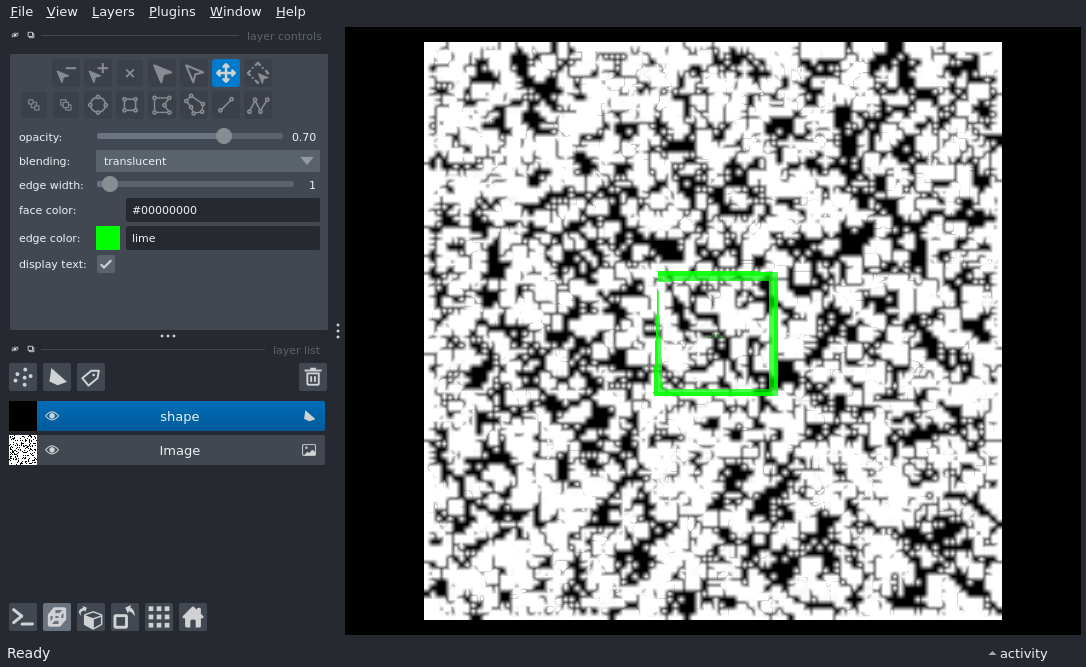 File View Layers Plugins Window Help
layer controls
opacity: 0.70
blending: translucent
edge width: 1
face color: #00000000
edge color: lime
display text:
layer list
shape
Image
Ready
activity